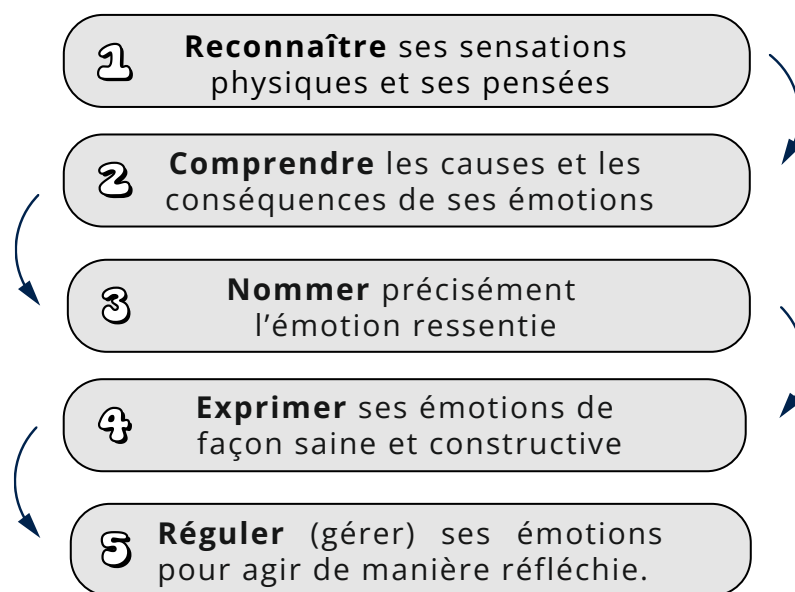 1 Reconnaître ses sensations
physiques et ses pensées
2 Comprendre les causes et les
conséquences de ses émotions
3 Nommer précisément
l’émotion ressentie
4 Exprimer ses émotions de
façon saine et constructive
5 Réguler (gérer) ses émotions
pour agir de manière réfléchie.